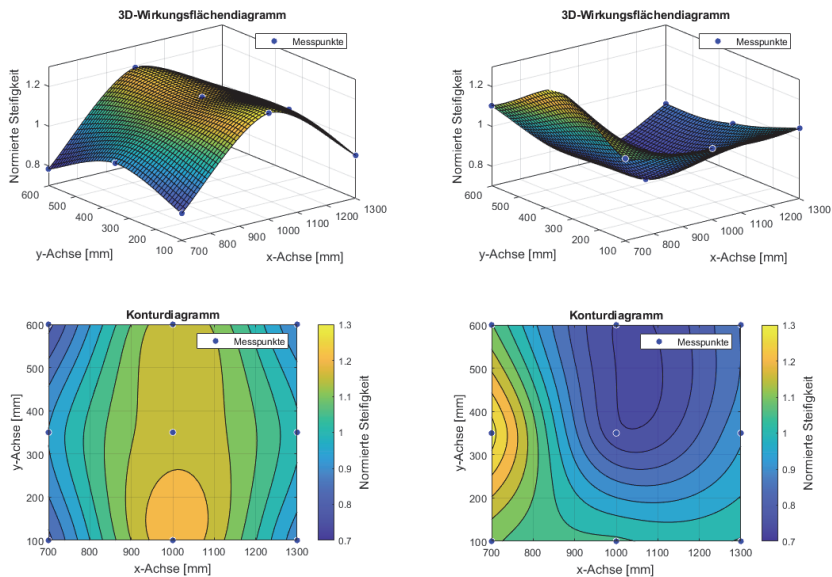 3D-Wirkungsflächendiagramm
Messpunkte
Normierte Steifigkeit
1.2
1
0.8
600
500
400
300
200
100
y-Achse [mm]
700
800
900
1000
1100
1200
1300
x-Achse [mm]
3D-Wirkungsflächendiagramm
Messpunkte
Normierte Steifigkeit
1.2
1
0.8
600
500
400
300
200
100
y-Achse [mm]
700
800
900
1000
1100
1200
1300
x-Achse [mm]
Konturdiagramm
Messpunkte
y-Achse [mm]
600
500
400
300
200
100
700 800 900 1000 1100 1200 1300
x-Achse [mm]
1.3
1.2
1.1
1
0.9
0.8
0.7
Normierte Steifigkeit
Konturdiagramm
Messpunkte
y-Achse [mm]
600
500
400
300
200
100
700 800 900 1000 1100 1200 1300
x-Achse [mm]
1.3
1.2
1.1
1
0.9
0.8
0.7
Normierte Steifigkeit